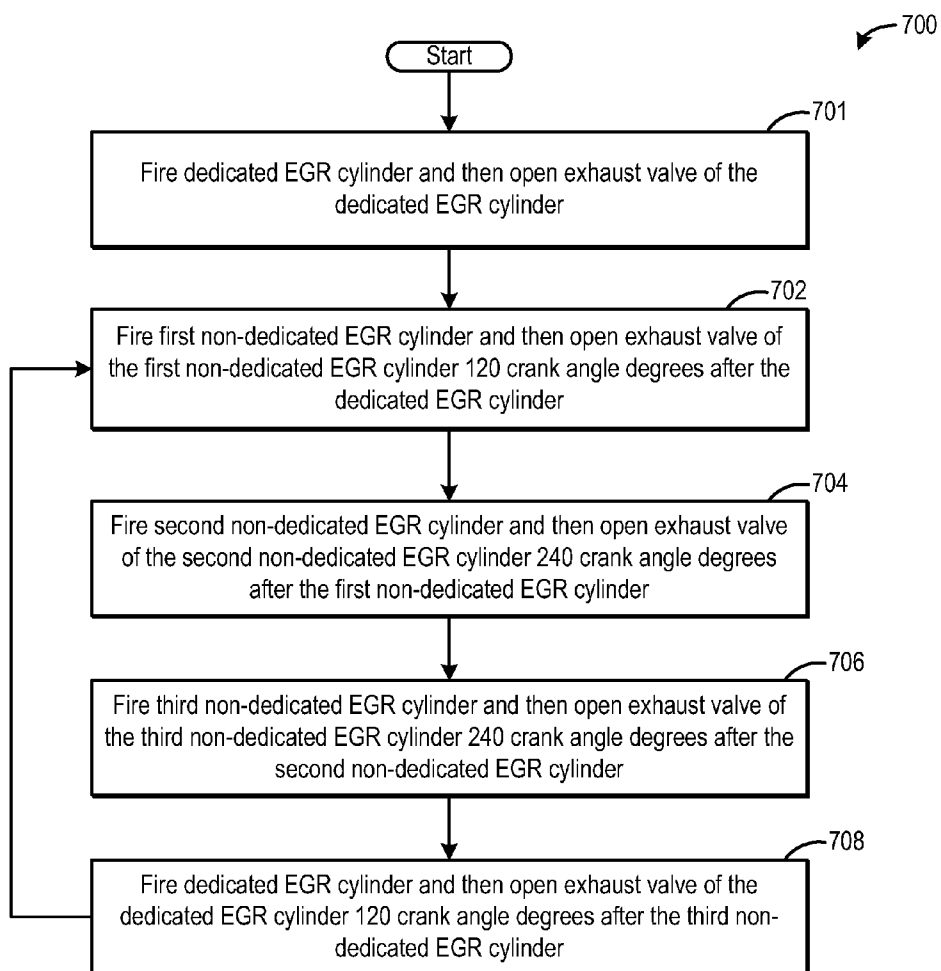 700
Start
701
Fire dedicated EGR cylinder and then open exhaust valve of the
dedicated EGR cylinder
702
Fire first non-dedicated EGR cylinder and then open exhaust valve of
the first non-dedicated EGR cylinder 120 crank angle degrees after the
dedicated EGR cylinder
704
Fire second non-dedicated EGR cylinder and then open exhaust valve
of the second non-dedicated EGR cylinder 240 crank angle degrees
after the first non-dedicated EGR cylinder
706
Fire third non-dedicated EGR cylinder and then open exhaust valve of
the third non-dedicated EGR cylinder 240 crank angle degrees after the
second non-dedicated EGR cylinder
708
Fire dedicated EGR cylinder and then open exhaust valve of the
dedicated EGR cylinder 120 crank angle degrees after the third non-
dedicated EGR cylinder